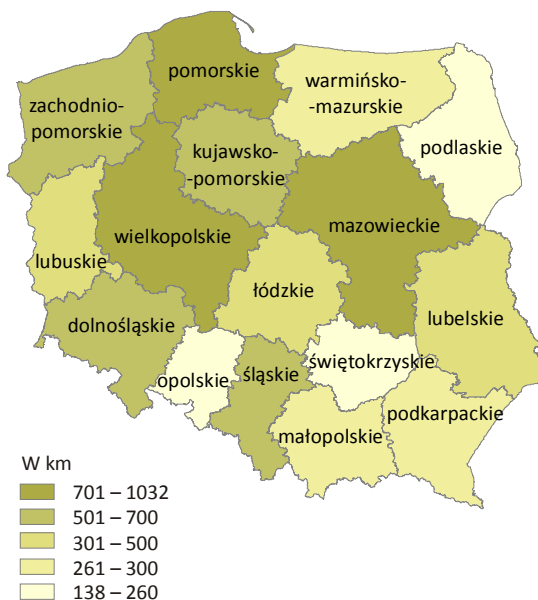 pomorskie
warmińsko-
-mazurskie
zachodnio-
pomorskie
podlaskie
kujawsko-
-pomorskie
wielkopolskie
mazowieckie
lubuskie
łódzkie
lubelskie
dolnośląskie
opolskie
śląskie
świętokrzyskie
podkarpackie
małopolskie
W km
701 – 1032
501 – 700
301 – 500
261 – 300
138 – 260